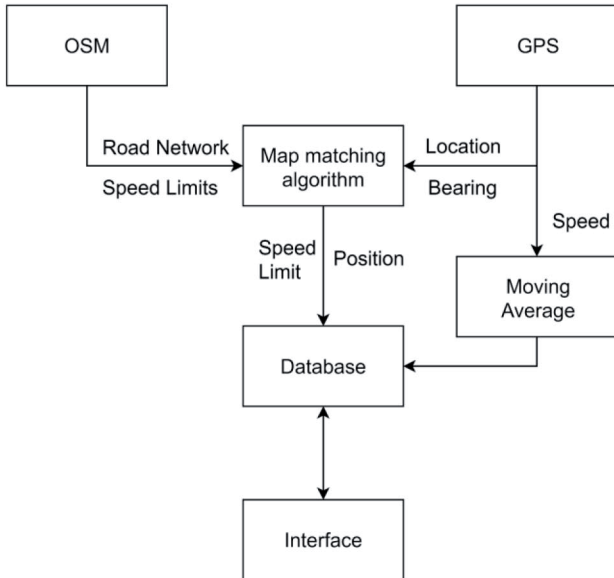 OSM
GPS
Road Network
Speed Limits
Map matching
algorithm
Location
Bearing
Speed
Speed
Limit
Position
Moving
Average
Database
Interface